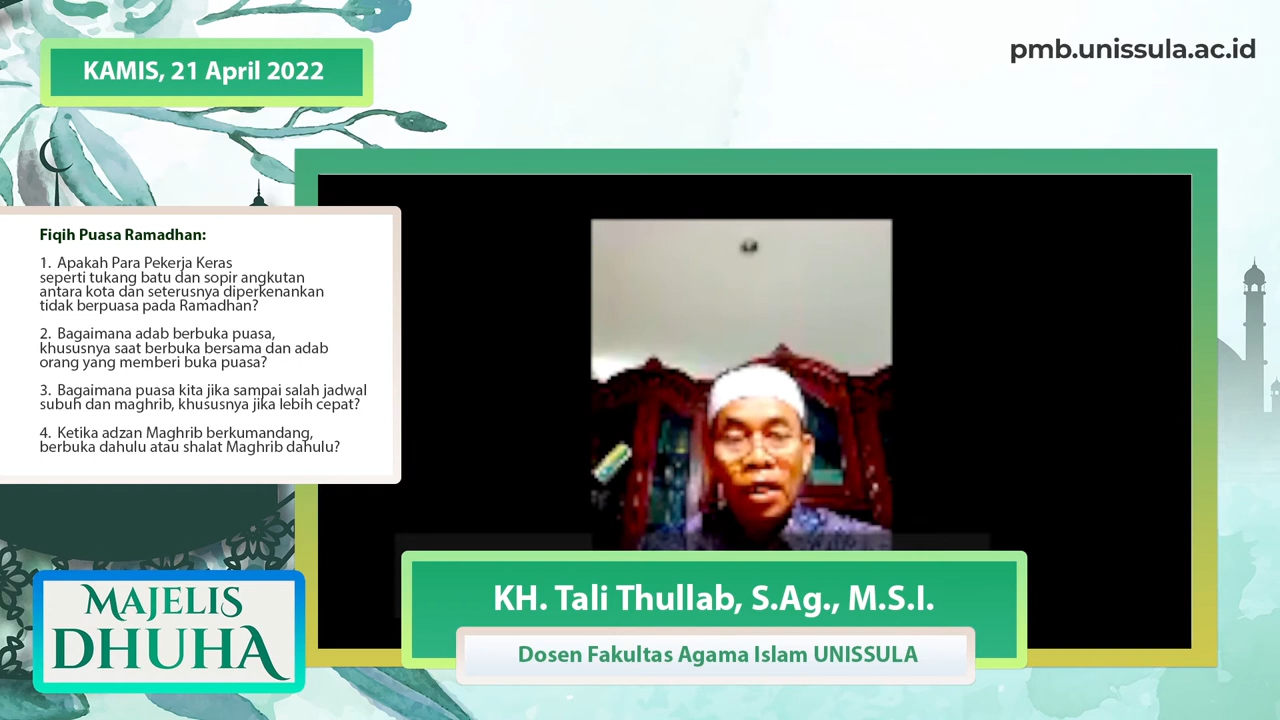 KAMIS, 21 April 2022
pmb.unissula.ac.id
Fiqih Puasa Ramadhan:
1. Apakah Para Pekerja Keras
seperti tukang batu dan sopir angkutan
antara kota dan seterusnya diperkenankan
tidak berpuasa pada Ramadhan?
2. Bagaimana adab berbuka puasa,
khususnya saat berbuka bersama dan adab
orang yang memberi buka puasa?
3. Bagaimana puasa kita jika sampai salah jadwal
subuh dan maghrib, khususnya jika lebih cepat?
4. Ketika adzan Maghrib berkumandang,
berbuka dahulu atau shalat Maghrib dahulu?
MAJELIS
DHUHA
KH. Tali Thullab, S.Ag., M.S.I.
Dosen Fakultas Agama Islam UNISSULA